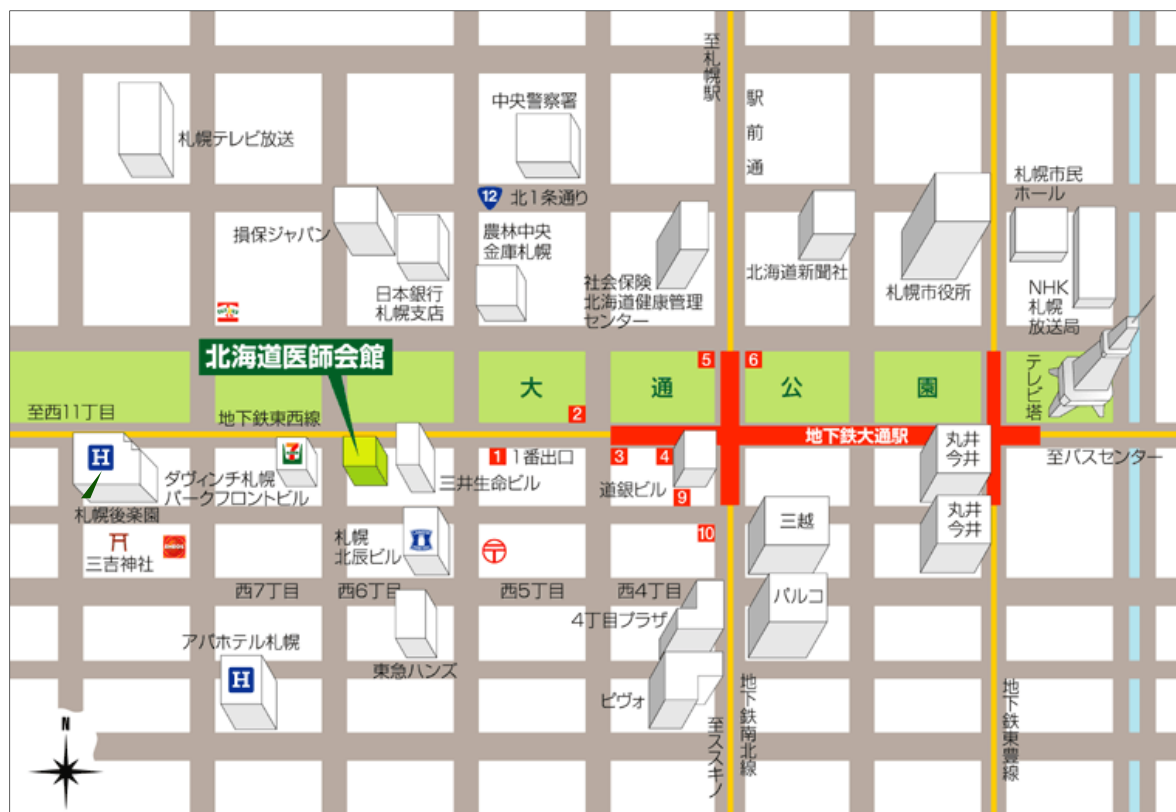 至札幌駅
駅前通
中央警察署
札幌テレビ放送
12
北1条通り
札幌市民
ホール
損保ジャパン
農林中央
金庫札幌
日本銀行
札幌支店
社会保険
北海道健康管理
センター
北海道新聞社
札幌市役所
NHK
札幌
放送局
北海道医師会館
5
6
大通公園
テレビ塔
2
至西11丁目
地下鉄東西線
地下鉄大通駅
丸井
今井
至バスセンター
H
7
1
1番出口
3
4
ダヴィンチ札幌
パークフロントビル
三井生命ビル
道銀ビル
9
札幌後楽園
三越
丸井
今井
10
札幌
北辰ビル
三吉神社
ENEOS
西7丁目
西6丁目
西5丁目
西4丁目
パルコ
4丁目プラザ
アパホテル札幌
H
東急ハンズ
ピヴォ
地下鉄南北線
地下鉄東豊線
至ススキノ
N